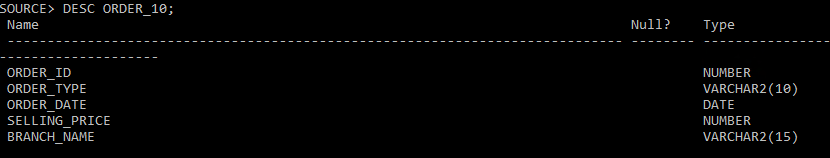 SOURCE> DESC ORDER_10;
Name Null? Type
----------------------------------------------------------------------------- -------- ----------------
--------------------
ORDER_ID NUMBER
ORDER_TYPE VARCHAR2(10)
ORDER_DATE DATE
SELLING_PRICE NUMBER
BRANCH_NAME VARCHAR2(15)